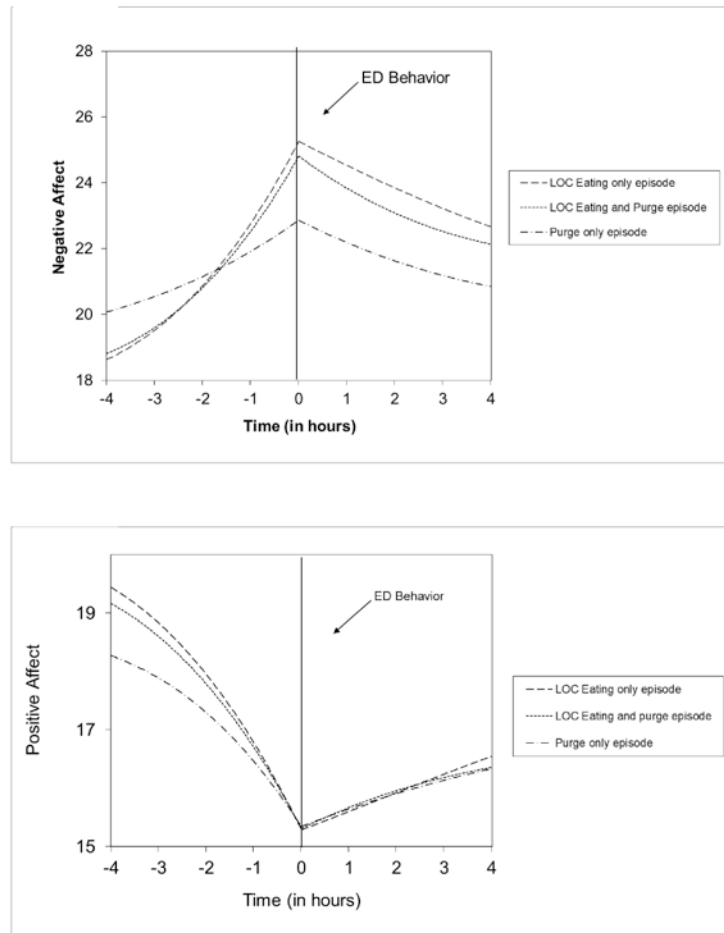 28
26
24
22
20
18
Negative Affect
ED Behavior
-4 -3 -2 -1 0 1 2 3 4
Time (in hours)
LOC Eating only episode
LOC Eating and Purge episode
Purge only episode
19
17
15
Positive Affect
ED Behavior
-4 -3 -2 -1 0 1 2 3 4
Time (in hours)
LOC Eating only episode
LOC Eating and purge episode
Purge only episode